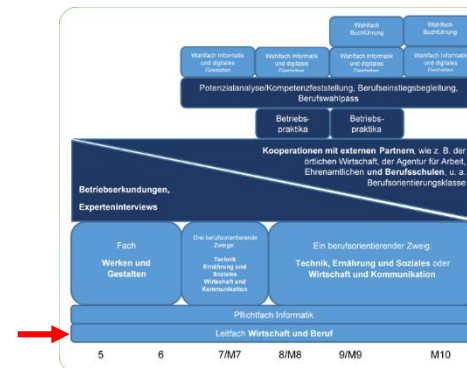 Wahlfach Buchführung
Wahlfach Buchführung
Wahlfach Informatik und digitales Gestalten
Wahlfach Informatik und digitales Gestalten
Wahlfach Informatik und digitales Gestalten
Wahlfach Informatik und digitales Gestalten
Potenzialanalyse/Kompetenzfeststellung, Berufseinstiegsbegleitung,
Berufswahlpass
Betriebs-
praktika
Betriebs-
praktika
Kooperationen mit externen Partnern, wie z. B. der
örtlichen Wirtschaft, der Agentur für Arbeit,
Ehrenamtlichen und Berufsschulen, u. a.
Berufsorientierungsklasse
Betriebserkundungen,
Experteninterviews
Fach
Werken und
Gestalten
Drei berufsorientierende
Zweige:
Technik
Ernährung und
Soziales
Wirtschaft und
Kommunikation
Ein berufsorientierender Zweig:
Technik, Ernährung und Soziales oder
Wirtschaft und Kommunikation
Pflichtfach Informatik
Leitfach Wirtschaft und Beruf
5 6 7/M7 8/M8 9/M9 M10